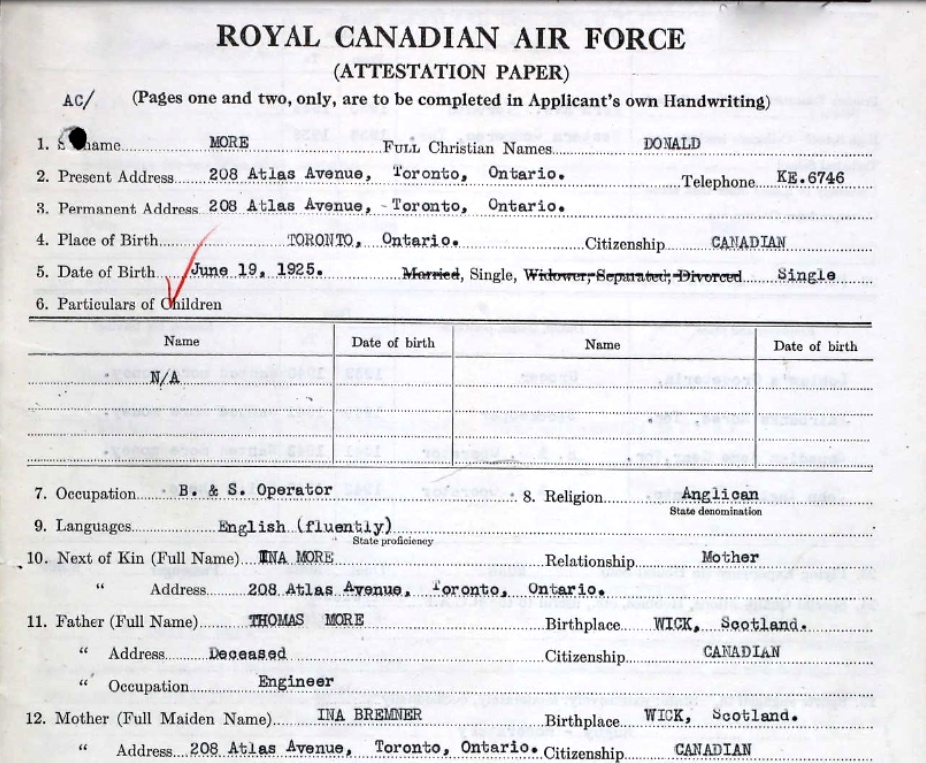 ROYAL CANADIAN AIR FORCE
(ATTESTATION PAPER)
AC/ (Pages one and two, only, are to be completed in Applicant's own Handwriting)
1. S name MORE FULL Christian Names DONALD
2. Present Address 208 Atlas Avenue, Toronto, Ontario. Telephone KE.6746
3. Permanent Address 208 Atlas Avenue, Toronto, Ontario.
4. Place of Birth TORONTO, Ontario. Citizenship CANADIAN
5. Date of Birth June 19, 1925. Married, Single, Widower, Separated, Divorced Single
6. Particulars of Children
Name Date of birth Name Date of birth
N/A
7. Occupation B. & S. Operator 8. Religion Anglican
State denomination
9. Languages English (fluently)
State proficiency
10. Next of Kin (Full Name) INA MORE Relationship Mother
" Address 208 Atlas Avenue, Toronto, Ontario.
11. Father (Full Name) THOMAS MORE Birthplace WICK, Scotland.
" Address Deceased Citizenship CANADIAN
" Occupation Engineer
12. Mother (Full Maiden Name) INA BREMNER Birthplace WICK, Scotland.
" Address 208 Atlas Avenue, Toronto, Ontario. Citizenship CANADIAN